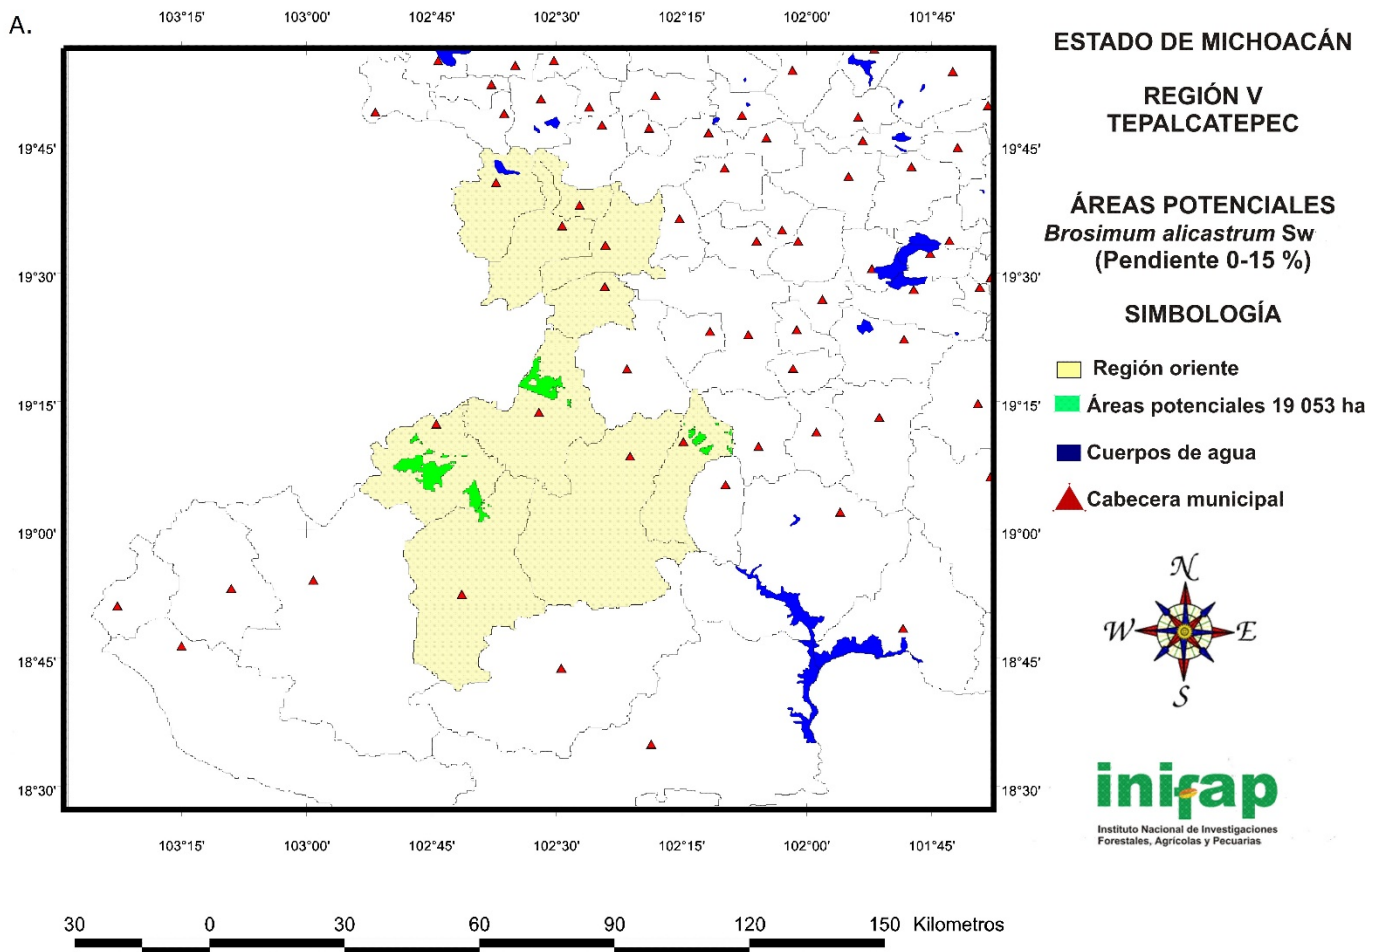 A.
103°15' 103°00' 102°45' 102°30' 102°15' 102°00' 101°45'
19°45' 19°45'
19°30' 19°30'
19°15' 19°15'
19°00' 19°00'
18°45' 18°45'
18°30' 18°30'
103°15' 103°00' 102°45' 102°30' 102°15' 102°00' 101°45'
30 0 30 60 90 120 150 Kilometros
ESTADO DE MICHOACÁN
REGIÓN V
TEPALCATEPEC
ÁREAS POTENCIALES
Brosimum alicastrum Sw
(Pendiente 0-15 %)
SIMBOLOGÍA
Región oriente
Áreas potenciales 19 053 ha
Cuerpos de agua
Cabecera municipal
N
W E
S
inifap
Instituto Nacional de Investigaciones
Forestales, Agrícolas y Pecuarias